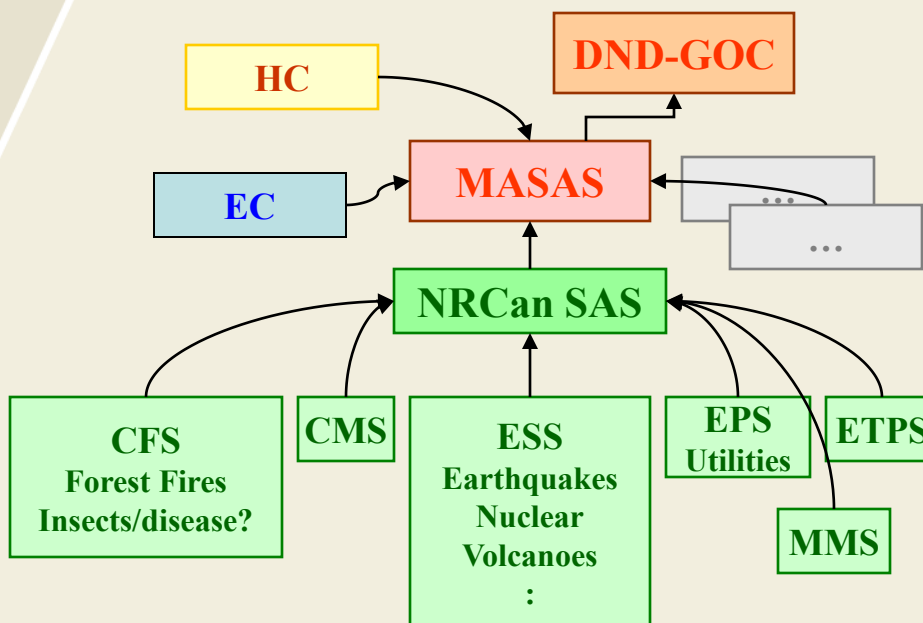 DND-GOC
HC
MASAS
EC
...
...
NRCan SAS
CFS
Forest Fires
Insects/disease?
CMS
ESS
Earthquakes
Nuclear
Volcanoes
:
EPS
Utilities
ETPS
MMS